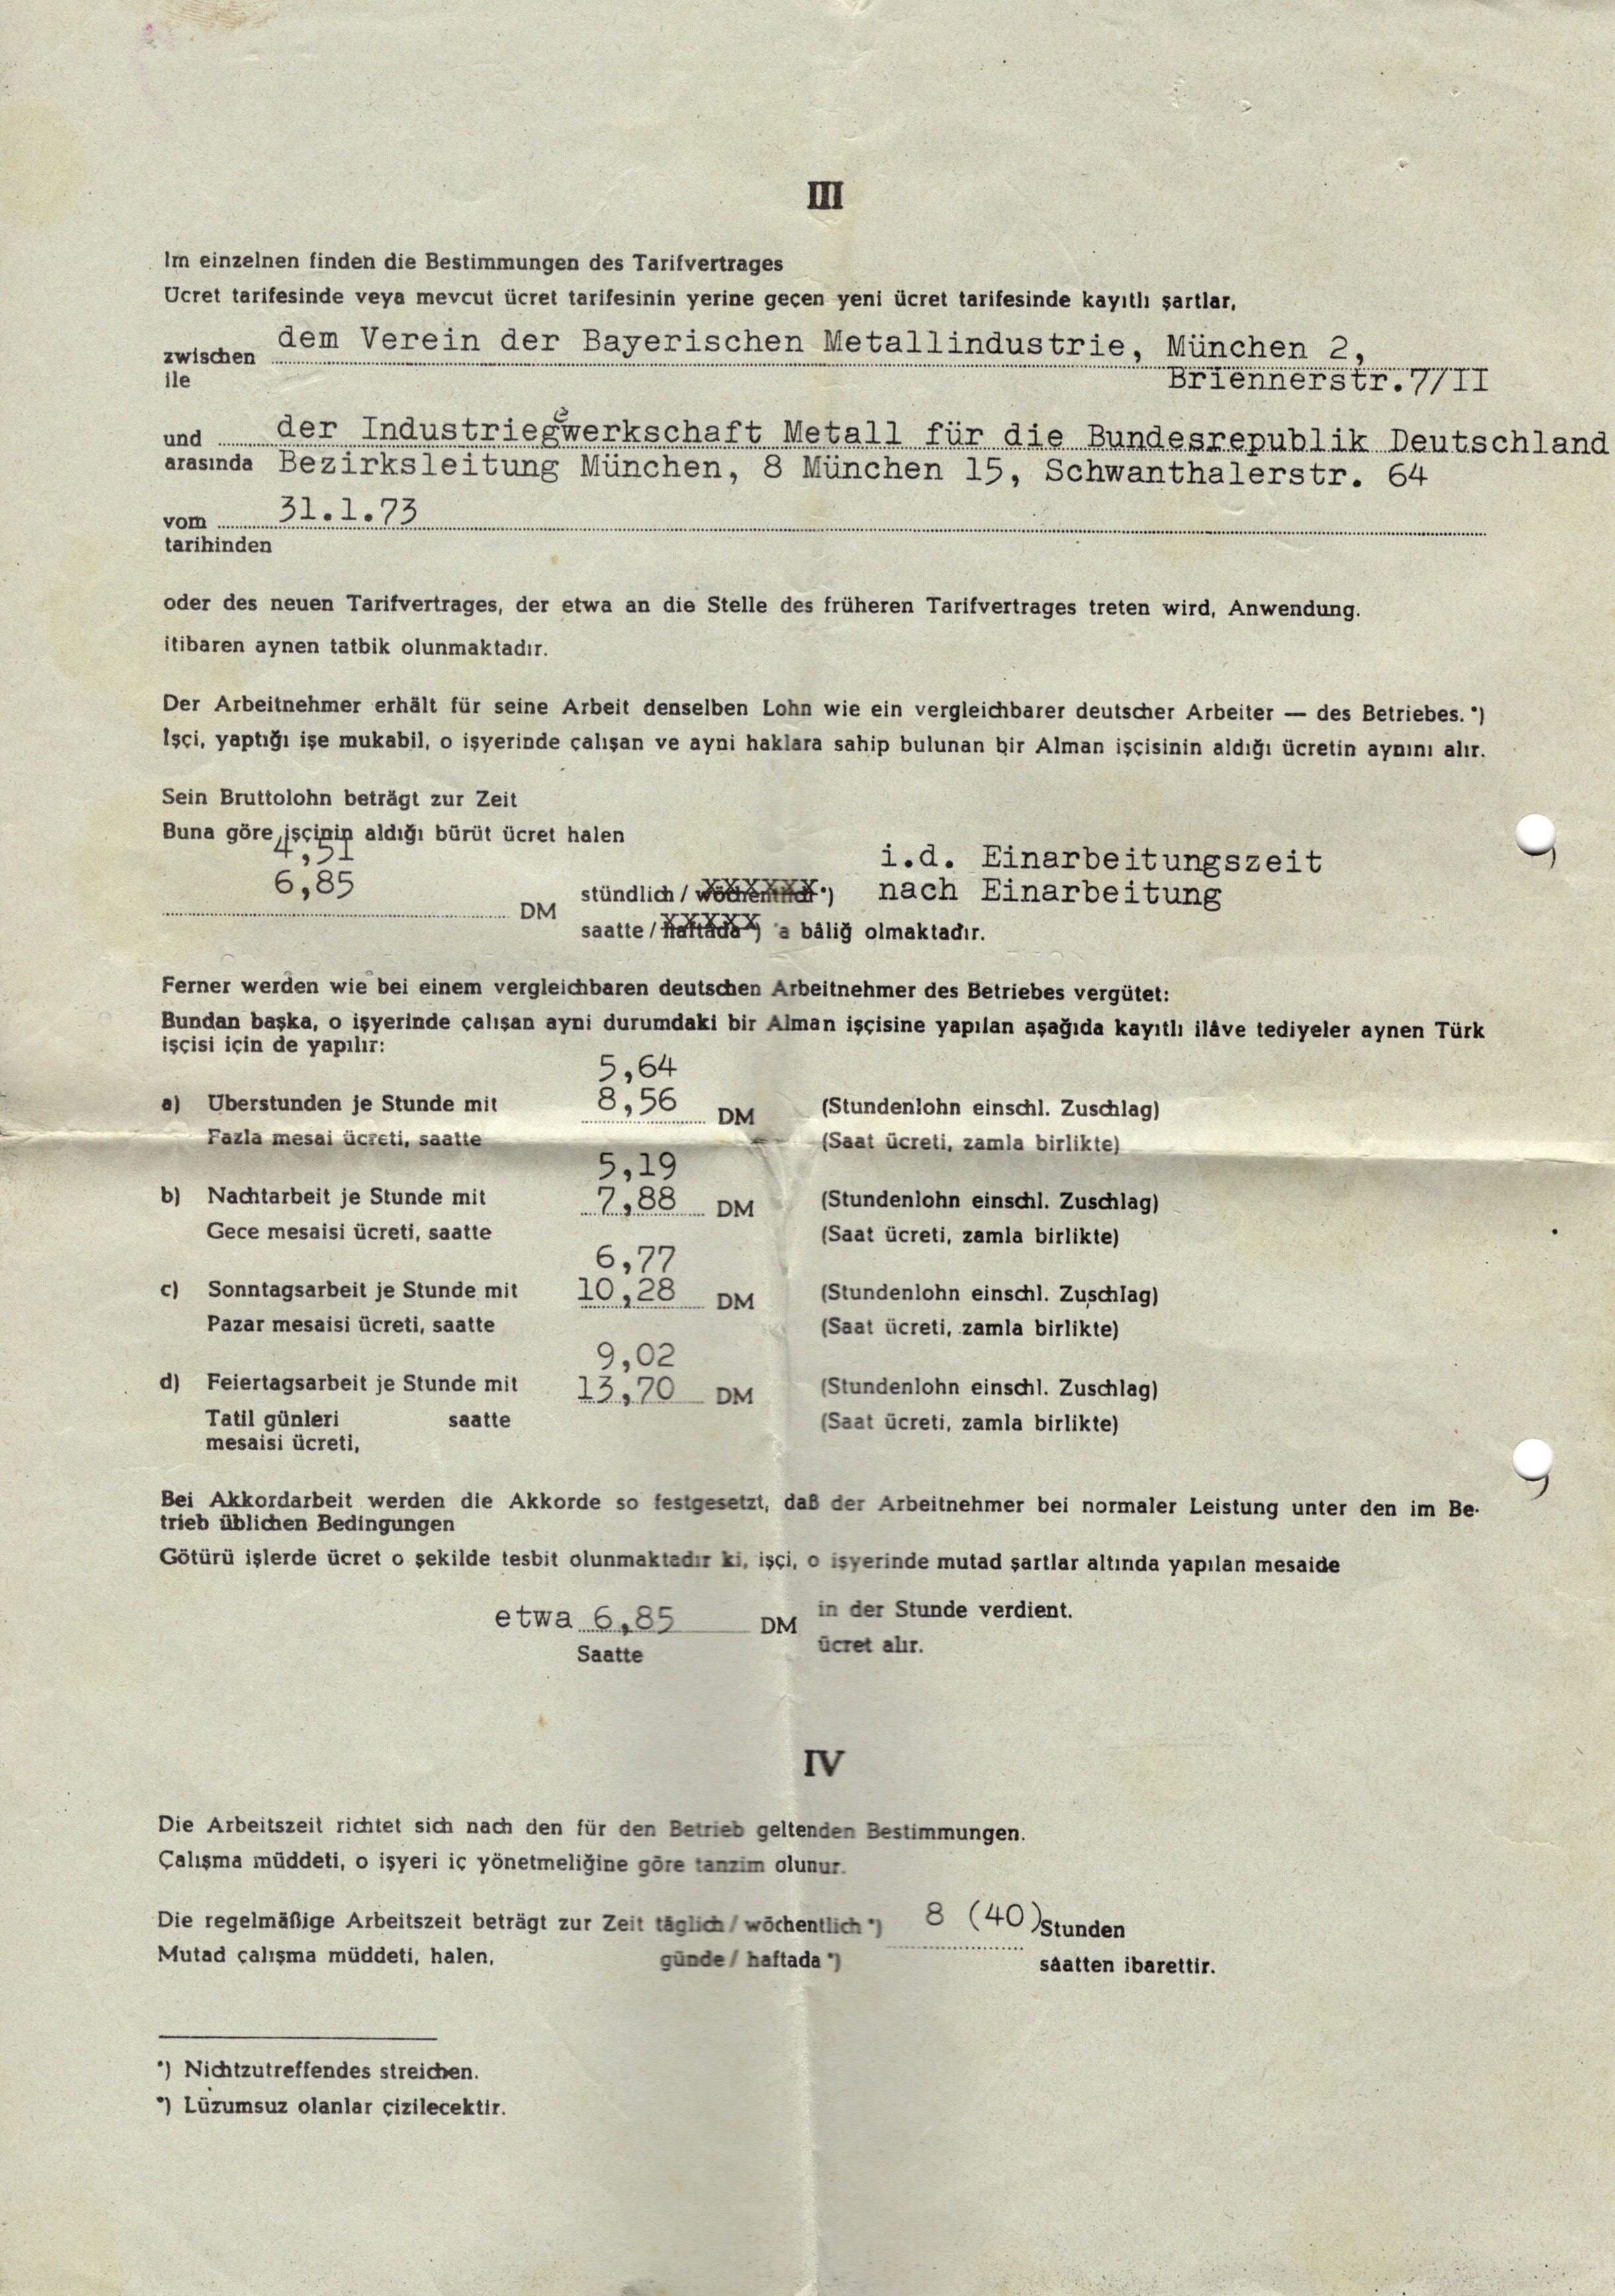 III
Im einzelnen finden die Bestimmungen des Tarifvertrages
Ücret tarifesinde veya mevcut ücret tarifesinin yerine geçen yeni ücret tarifesinde kayıtlı şartlar,
zwischen dem Verein der Bayerischen Metallindustrie, München 2,
ile Briennerstr.7/II
und der Industriegewerkschaft Metall für die Bundesrepublik Deutschland
arasında Bezirksleitung München, 8 München 15, Schwanthalerstr. 64
vom 31.1.73
tarihinden
oder des neuen Tarifvertrages, der etwa an die Stelle des früheren Tarifvertrages treten wird, Anwendung.
itibaren aynen tatbik olunmaktadır.
Der Arbeitnehmer erhält für seine Arbeit denselben Lohn wie ein vergleichbarer deutscher Arbeiter — des Betriebes. *)
Işçi, yaptığı işe mukabil, o işyerinde çalışan ve ayni haklara sahip bulunan bir Alman işçisinin aldığı ücretin aynını alır.
Sein Bruttolohn beträgt zur Zeit
Buna göre işçinin aldığı bürüt ücret halen
4,51 i.d. Einarbeitungszeit
6,85 DM stündlich / wöchentlich *) nach Einarbeitung
saatte / haftada *) 'a bâliğ olmaktadır.
Ferner werden wie bei einem vergleichbaren deutschen Arbeitnehmer des Betriebes vergütet:
Bundan başka, o işyerinde çalışan ayni durumdaki bir Alman işçisine yapılan aşağıda kayıtlı ilâve tediyeler aynen Türk
işçisi için de yapılır:
5,64
a) Überstunden je Stunde mit 8,56 DM (Stundenlohn einschl. Zuschlag)
Fazla mesai ücreti, saatte (Saat ücreti, zamla birlikte)
5,19
b) Nachtarbeit je Stunde mit 7,88 DM (Stundenlohn einschl. Zuschlag)
Gece mesaisi ücreti, saatte (Saat ücreti, zamla birlikte)
6,77
c) Sonntagsarbeit je Stunde mit 10,28 DM (Stundenlohn einschl. Zuschlag)
Pazar mesaisi ücreti, saatte (Saat ücreti, zamla birlikte)
9,02
d) Feiertagsarbeit je Stunde mit 13,70 DM (Stundenlohn einschl. Zuschlag)
Tatil günleri saatte (Saat ücreti, zamla birlikte)
mesaisi ücreti,
Bei Akkordarbeit werden die Akkorde so festgesetzt, daß der Arbeitnehmer bei normaler Leistung unter den im Be-
trieb üblichen Bedingungen
Götürü işlerde ücret o şekilde tesbit olunmaktadır ki, işçi, o işyerinde mutad şartlar altında yapılan mesaide
etwa 6,85 DM in der Stunde verdient.
Saatte ücret alır.
IV
Die Arbeitszeit richtet sich nach den für den Betrieb geltenden Bestimmungen.
Çalışma müddeti, o işyeri iç yönetmeliğine göre tanzim olunur.
Die regelmäßige Arbeitszeit beträgt zur Zeit täglich / wöchentlich *) 8 (40) Stunden
Mutad çalışma müddeti, halen, günde / haftada *) sâatten ibarettir.
*) Nichtzutreffendes streichen.
*) Lüzumsuz olanlar çizilecektir.